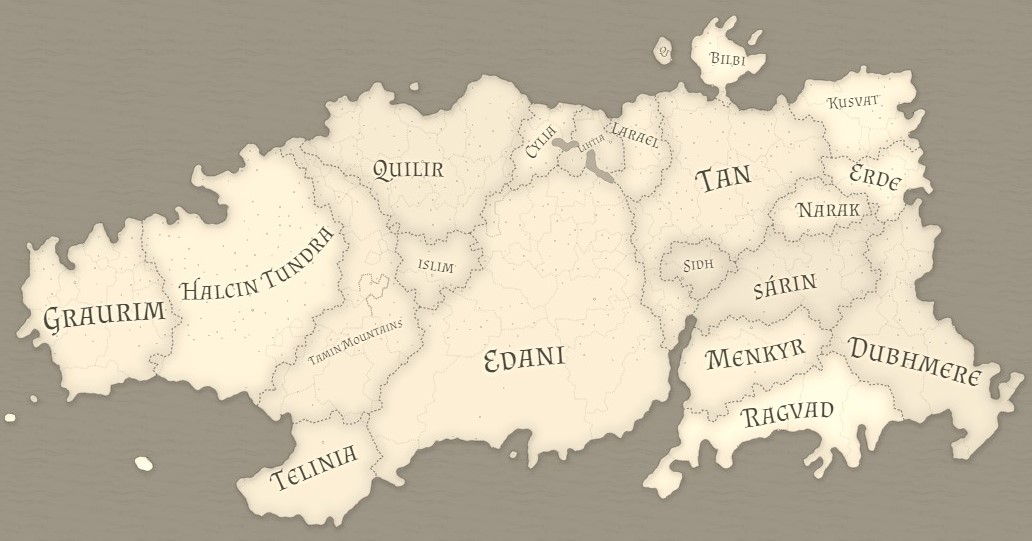 QI
BILBI
KUSVAT
CYLIA
LARAEL
QUILIR
TAN
ERDE
NARAK
ISLIM
SIDH
HALCIN TUNDRA
SÁRIN
GRAURIM
TAMIN MOUNTAINS
EDANI
MENKYR
DUBHMERE
RAGVAD
TELINIA